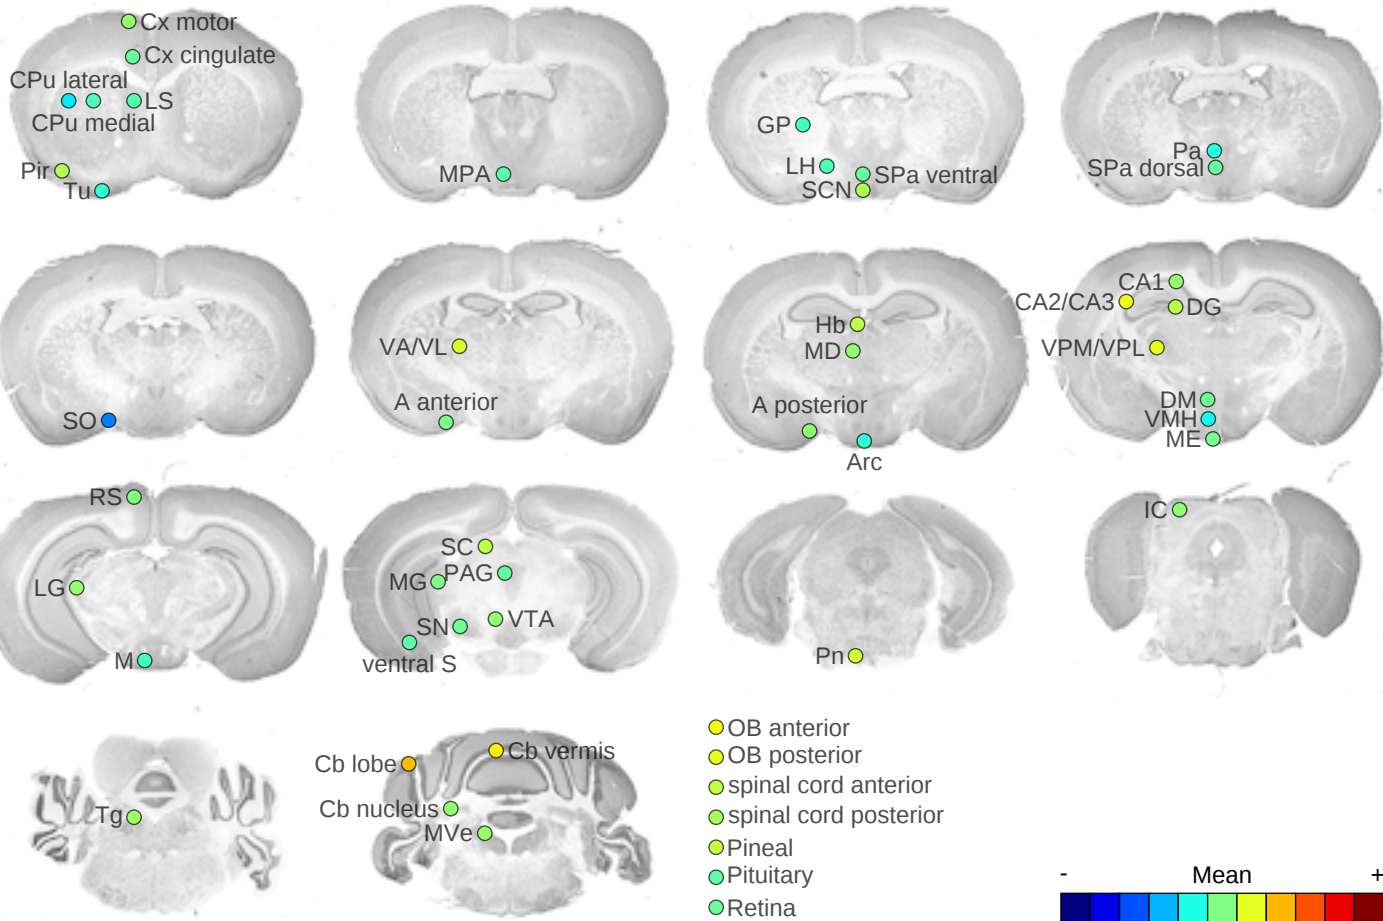 Cx motor
Cx cingulate
CPu lateral
LS
CPu medial
Pir
Tu
MPA
GP
LH
SPa ventral
SCN
Pa
SPa dorsal
SO
VA/VL
A anterior
Hb
MD
A posterior
Arc
CA1
CA2/CA3
DG
VPM/VPL
DM
VMH
ME
RS
LG
M
SC
PAG
MG
VTA
SN
ventral S
Pn
IC
Tg
Cb lobe
Cb vermis
Cb nucleus
MVe
OB anterior
OB posterior
spinal cord anterior
spinal cord posterior
Pineal
Pituitary
Retina
- Mean +